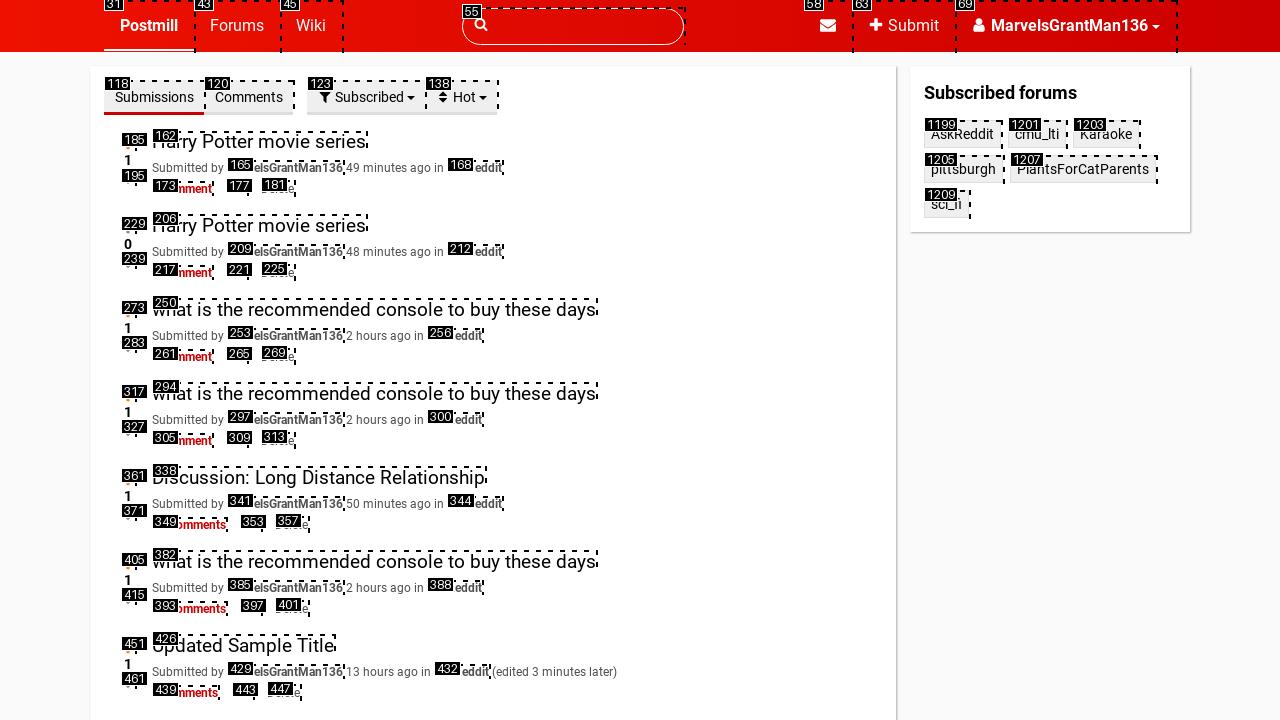 31 43 45 55 58 63 69
Postmill Forums Wiki Submit MarvelsGrantMan136
118 120 123 138
Submissions Comments Subscribed Hot
Subscribed forums
1199 1201 1203
AskReddit cmu_lti Karaoke
1205 1207
pittsburgh PlantsForCatParents
1209
sci_fi
185 162
Harry Potter movie series
1
Submitted by 165 elsGrantMan136 49 minutes ago in 168 eddit
195 173 mment 177 181 e
229 206
Harry Potter movie series
0
Submitted by 209 elsGrantMan136 48 minutes ago in 212 eddit
239 217 mment 221 225 e
273 250
What is the recommended console to buy these days
1
Submitted by 253 elsGrantMan136 2 hours ago in 256 eddit
283 261 mment 265 269 e
317 294
What is the recommended console to buy these days
1
Submitted by 297 elsGrantMan136 2 hours ago in 300 eddit
327 305 mment 309 313 e
361 338
Discussion: Long Distance Relationship
1
Submitted by 341 elsGrantMan136 50 minutes ago in 344 eddit
371 349 omments 353 357 e
405 382
What is the recommended console to buy these days
1
Submitted by 385 elsGrantMan136 2 hours ago in 388 eddit
415 393 omments 397 401 e
451 426
Updated Sample Title
1
Submitted by 429 elsGrantMan136 13 hours ago in 432 eddit (edited 3 minutes later)
461 439 mments 443 447 e